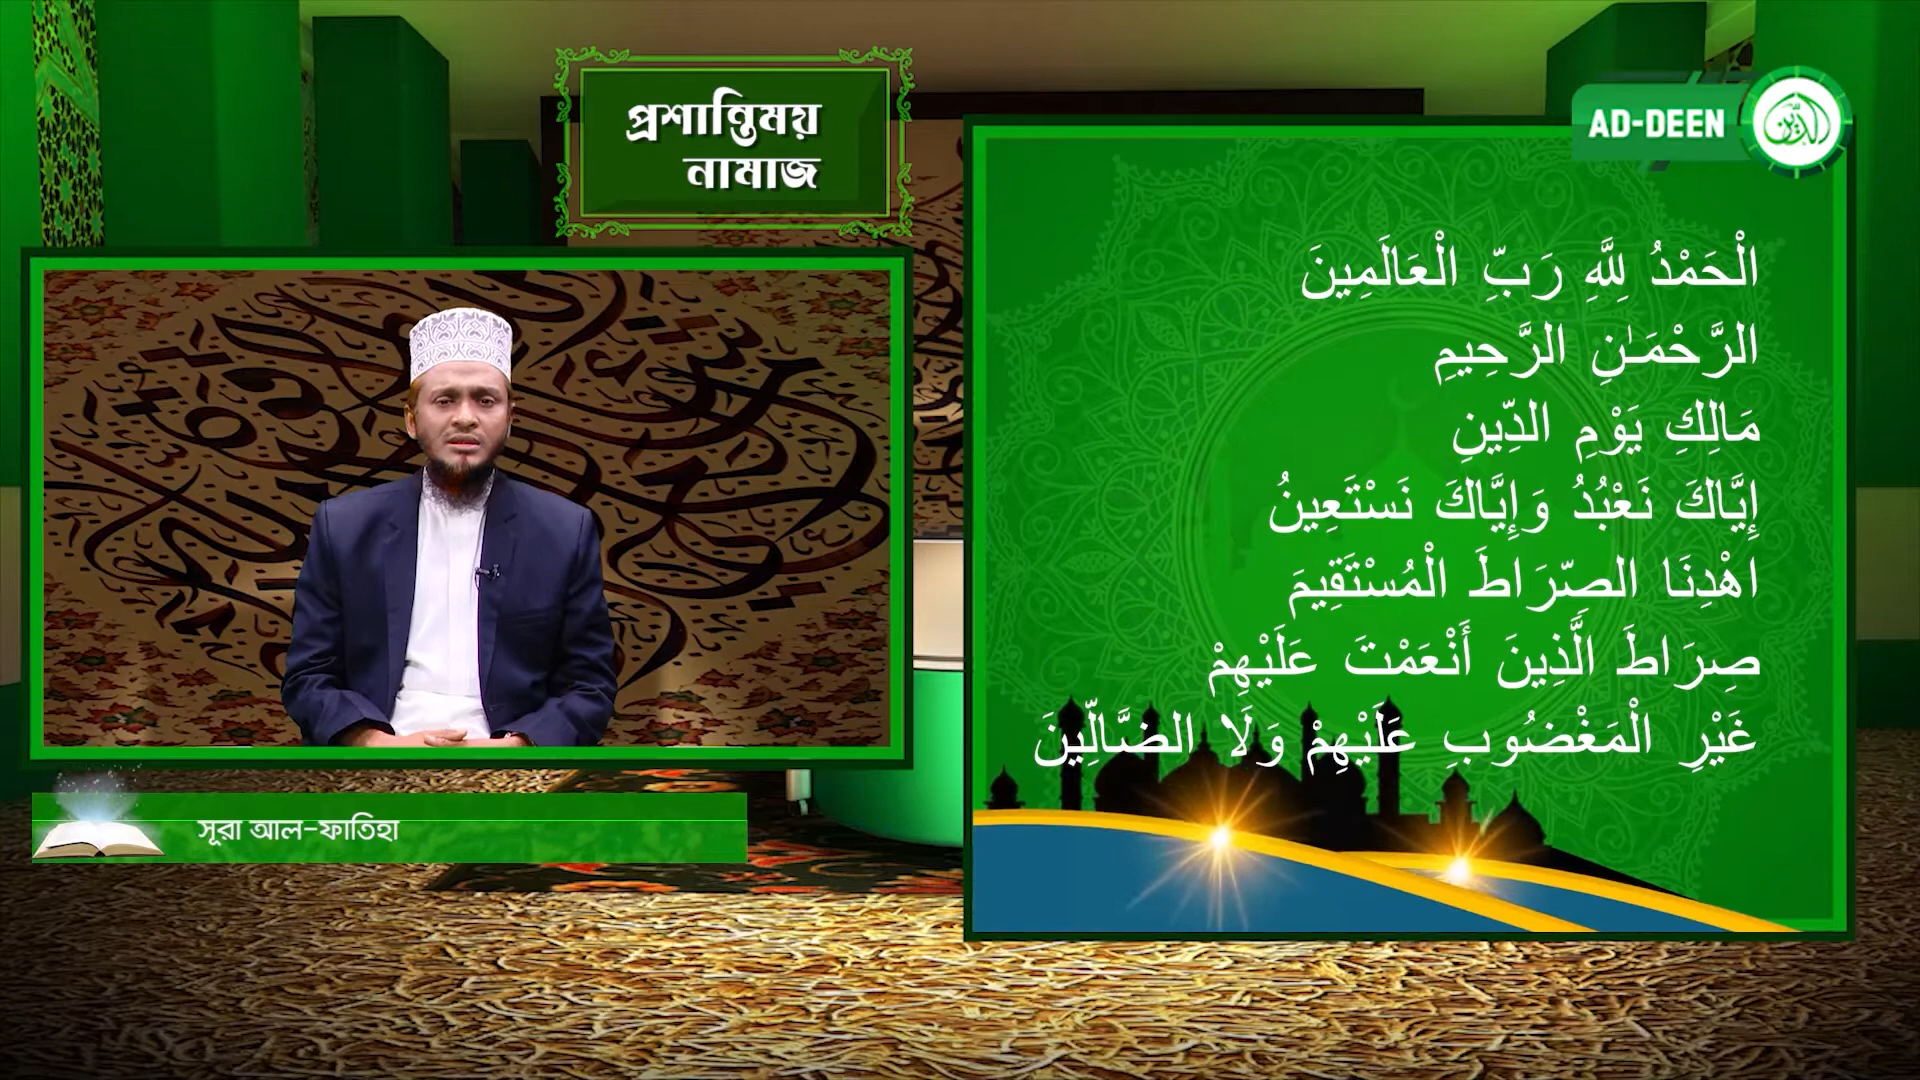 প্রশান্তিময়
নামাজ
AD-DEEN
الْحَمْدُ لِلَّهِ رَبِّ الْعَالَمِينَ
الرَّحْمَـٰنِ الرَّحِيمِ
مَالِكِ يَوْمِ الدِّينِ
إِيَّاكَ نَعْبُدُ وَإِيَّاكَ نَسْتَعِينُ
اهْدِنَا الصِّرَاطَ الْمُسْتَقِيمَ
صِرَاطَ الَّذِينَ أَنْعَمْتَ عَلَيْهِمْ
غَيْرِ الْمَغْضُوبِ عَلَيْهِمْ وَلَا الضَّالِّينَ
সূরা আল-ফাতিহা